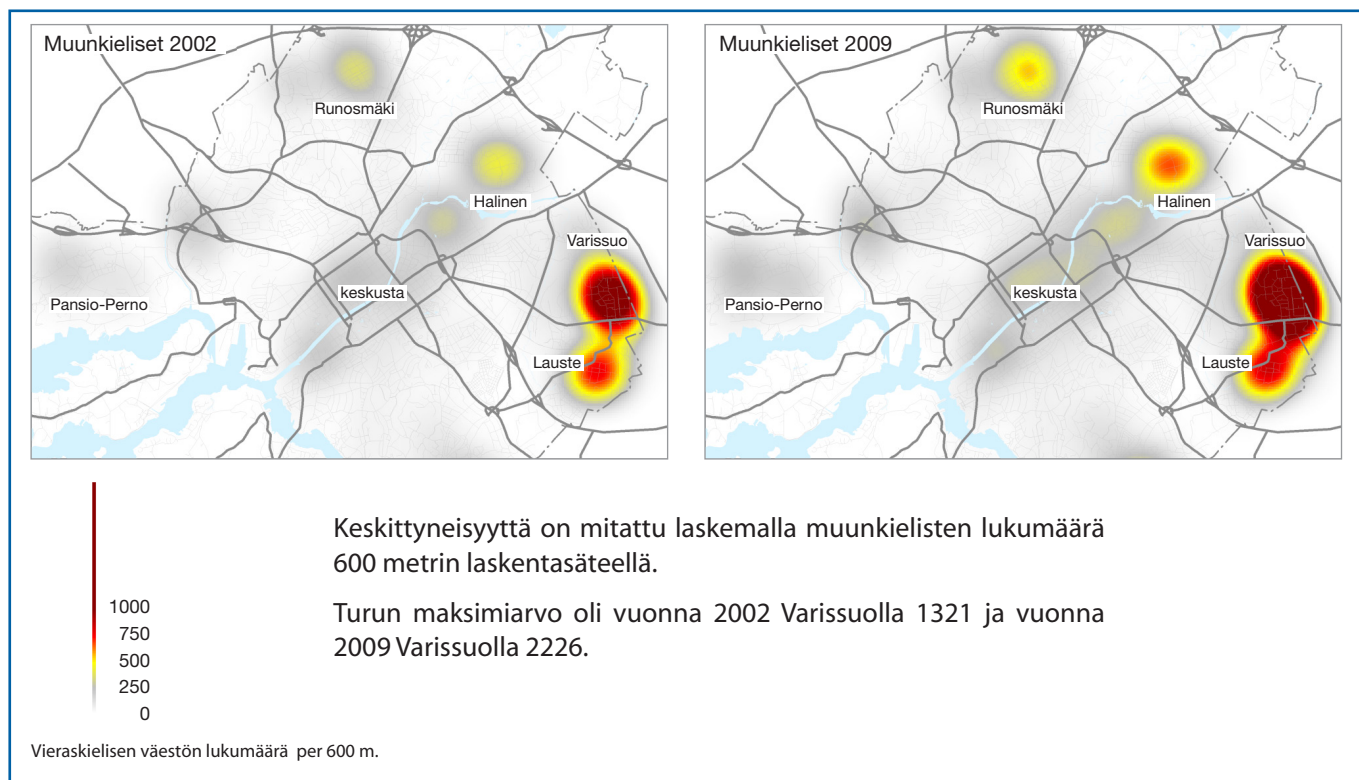 Muunkieliset 2002
Runosmäki
Halinen
Varissuo
keskusta
Pansio-Perno
Lauste
Muunkieliset 2009
Runosmäki
Halinen
Varissuo
keskusta
Pansio-Perno
Lauste
1000
750
500
250
0
Keskittyneisyyttä on mitattu laskemalla muunkielisten lukumäärä
600 metrin laskentasäteellä.
Turun maksimiarvo oli vuonna 2002 Varissuolla 1321 ja vuonna
2009 Varissuolla 2226.
Vieraskielisen väestön lukumäärä per 600 m.